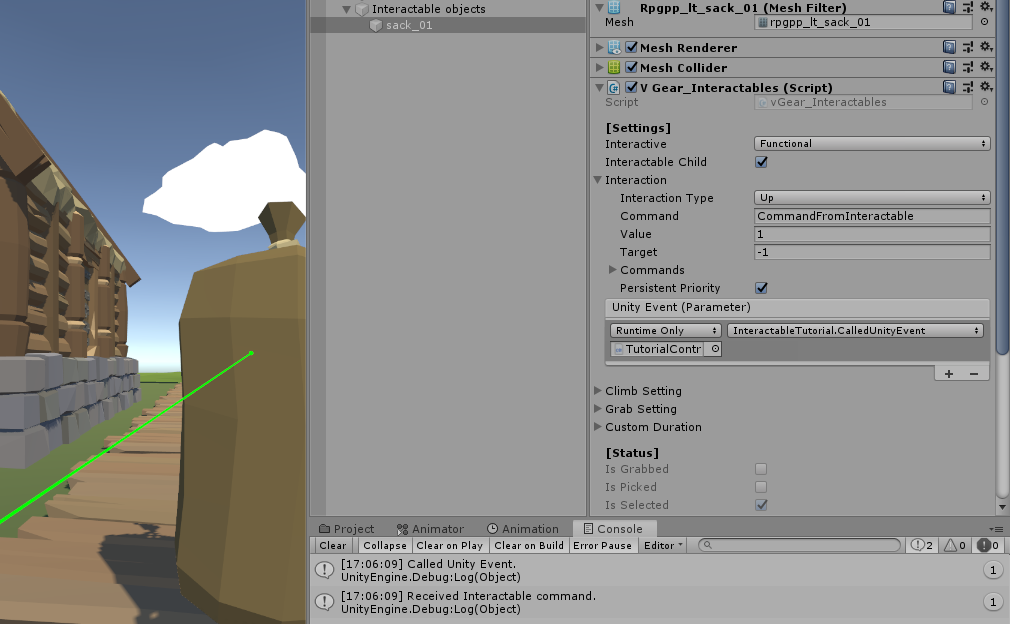 Interactable objects
sack_01
Rpgpp_lt_sack_01 (Mesh Filter)
Mesh
rpgpp_lt_sack_01
Mesh Renderer
Mesh Collider
V Gear_Interactables (Script)
Script
vGear_Interactables
[Settings]
Interactive
Functional
Interactable Child
Interaction
Interaction Type
Up
Command
CommandFromInteractable
Value
1
Target
-1
Commands
Persistent Priority
Unity Event (Parameter)
Runtime Only
InteractableTutorial.CalledUnityEvent
TutorialContr
Climb Setting
Grab Setting
Custom Duration
[Status]
Is Grabbed
Is Picked
Is Selected
Project
Animator
Animation
Console
Clear
Collapse
Clear on Play
Clear on Build
Error Pause
Editor
2
0
0
[17:06:09] Called Unity Event.
UnityEngine.Debug:Log(Object)
1
[17:06:09] Received Interactable command.
UnityEngine.Debug:Log(Object)
1